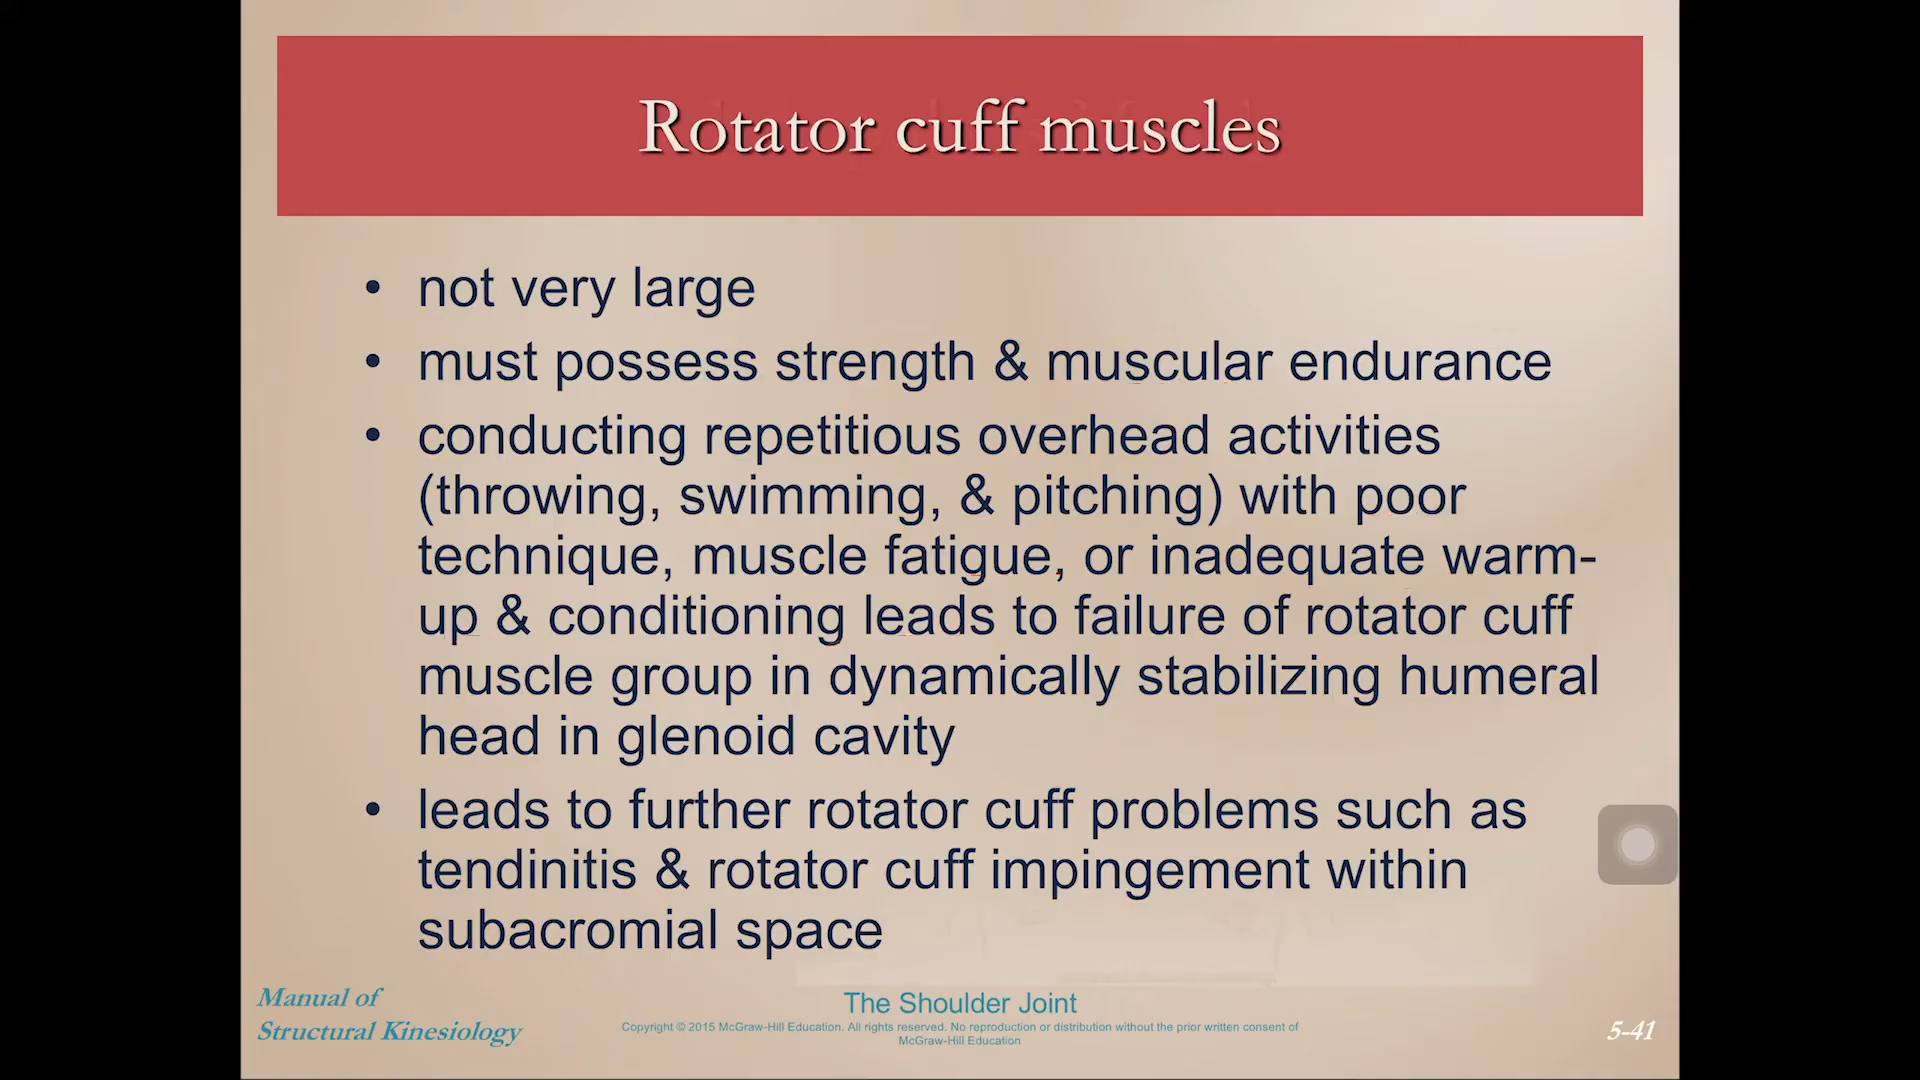 Rotator cuff muscles
• not very large
• must possess strength & muscular endurance
• conducting repetitious overhead activities
(throwing, swimming, & pitching) with poor
technique, muscle fatigue, or inadequate warm-
up & conditioning leads to failure of rotator cuff
muscle group in dynamically stabilizing humeral
head in glenoid cavity
• leads to further rotator cuff problems such as
tendinitis & rotator cuff impingement within
subacromial space
Manual of
Structural Kinesiology
The Shoulder Joint
Copyright © 2015 McGraw-Hill Education. All rights reserved. No reproduction or distribution without the prior written consent of
McGraw-Hill Education
5-41